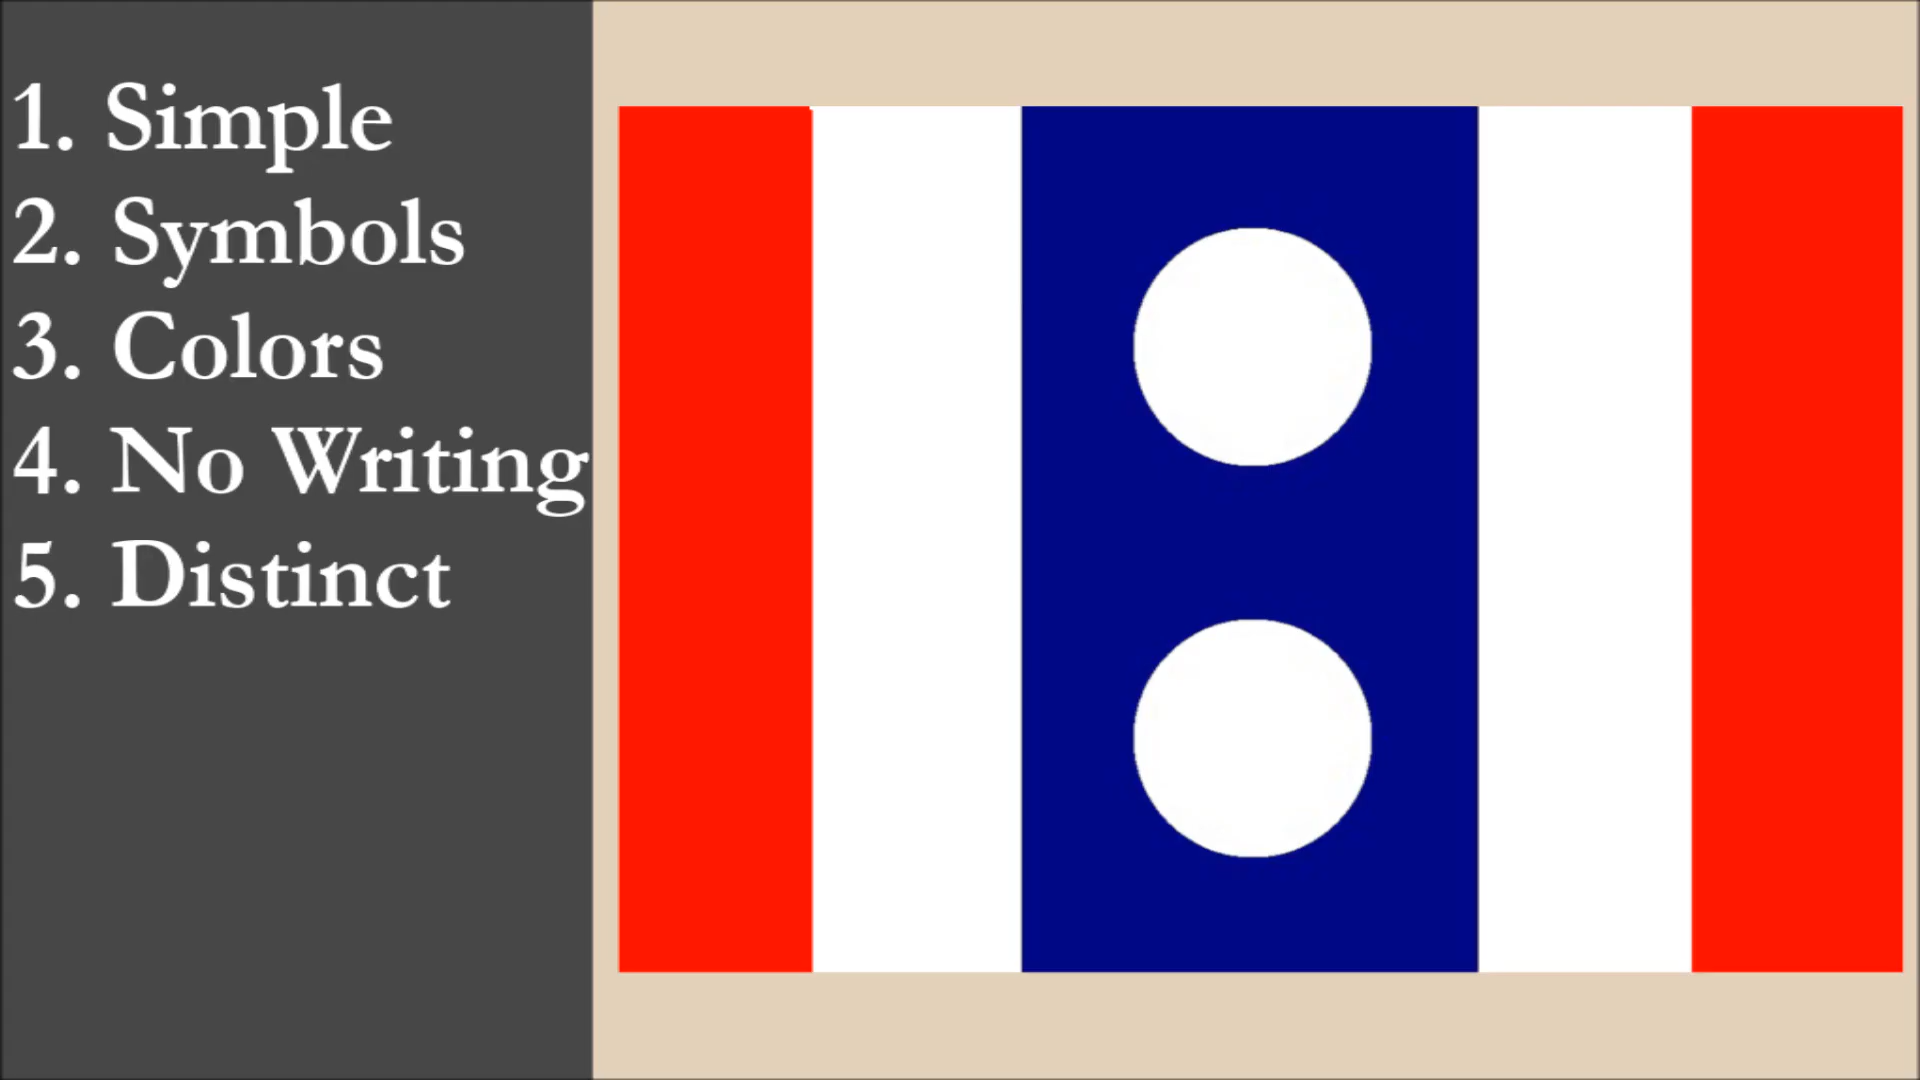 1. Simple
2. Symbols
3. Colors
4. No Writing
5. Distinct